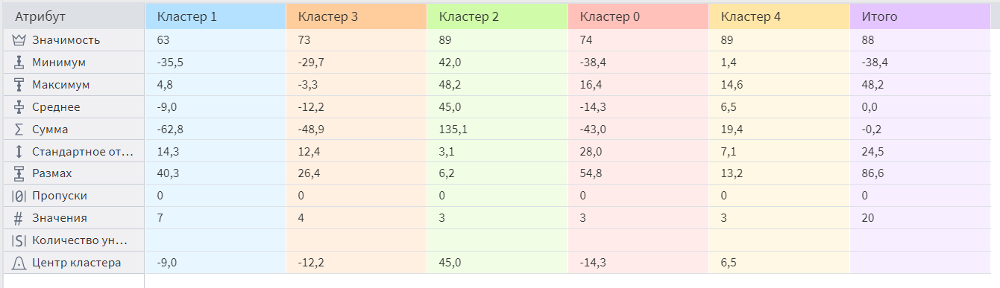 Атрибут Кластер 1 Кластер 3 Кластер 2 Кластер 0 Кластер 4 Итого
Значимость 63 73 89 74 89 88
Минимум -35,5 -29,7 42,0 -38,4 1,4 -38,4
Максимум 4,8 -3,3 48,2 16,4 14,6 48,2
Среднее -9,0 -12,2 45,0 -14,3 6,5 0,0
Σ Сумма -62,8 -48,9 135,1 -43,0 19,4 -0,2
Стандартное от... 14,3 12,4 3,1 28,0 7,1 24,5
Размах 40,3 26,4 6,2 54,8 13,2 86,6
|0| Пропуски 0 0 0 0 0 0
# Значения 7 4 3 3 3 20
|S| Количество ун...
Центр кластера -9,0 -12,2 45,0 -14,3 6,5